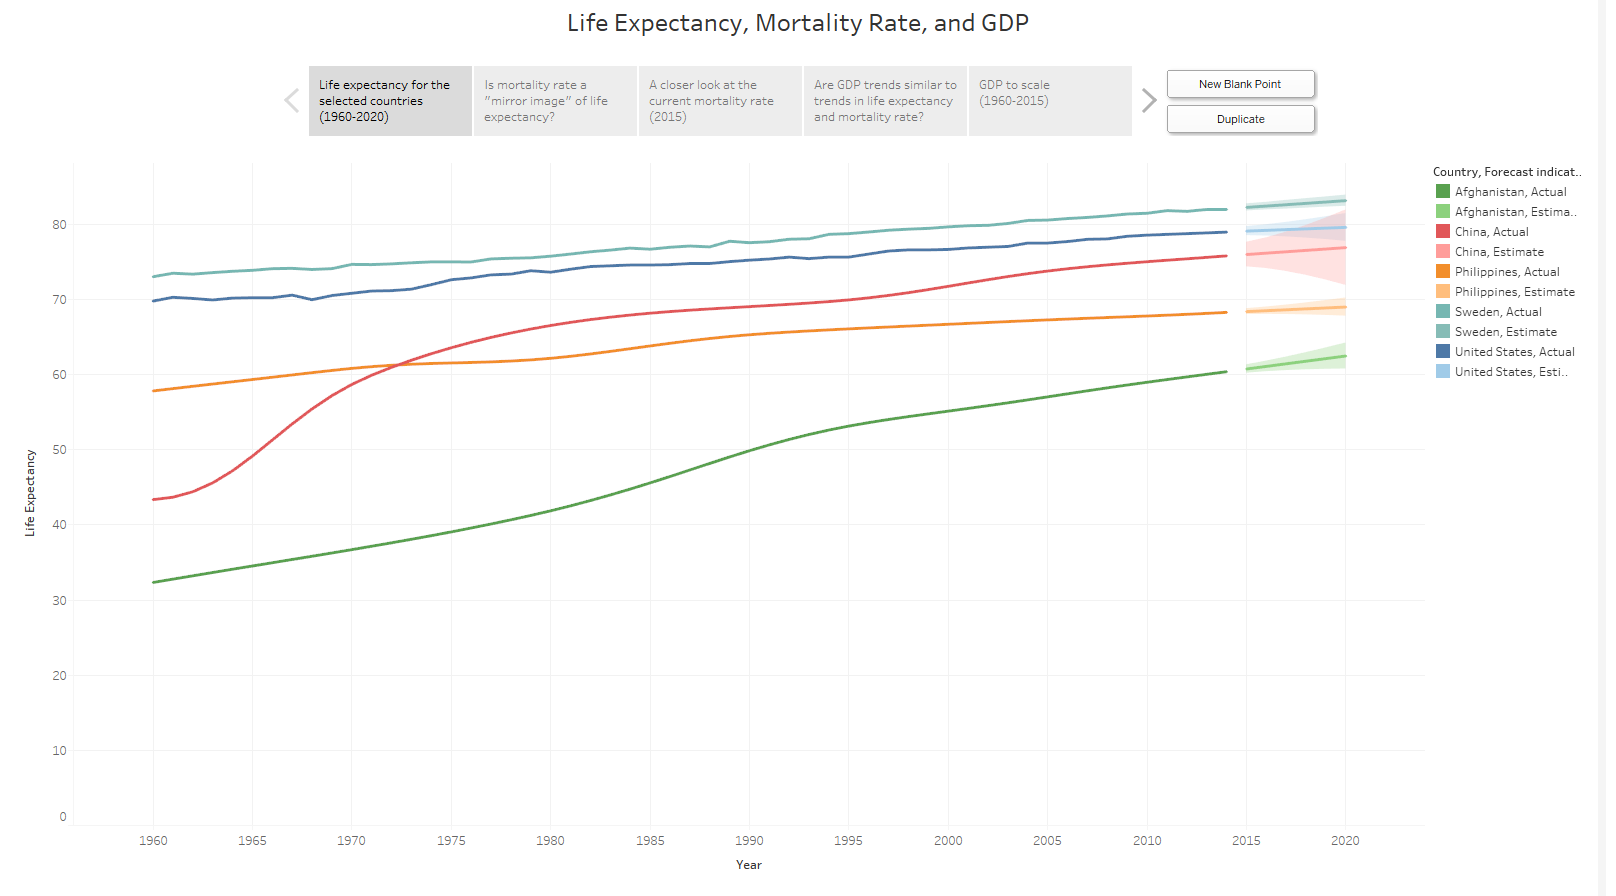 Life Expectancy, Mortality Rate, and GDP
Life expectancy for the
selected countries
(1960-2020)
Is mortality rate a
"mirror image" of life
expectancy?
A closer look at the
current mortality rate
(2015)
Are GDP trends similar to
trends in life expectancy
and mortality rate?
GDP to scale
(1960-2015)
New Blank Point
Duplicate
Country, Forecast indicat..
Afghanistan, Actual
Afghanistan, Estima..
China, Actual
China, Estimate
Philippines, Actual
Philippines, Estimate
Sweden, Actual
Sweden, Estimate
United States, Actual
United States, Esti..
Life Expectancy
80
70
60
50
40
30
20
10
0
1960 1965 1970 1975 1980 1985 1990 1995 2000 2005 2010 2015 2020
Year